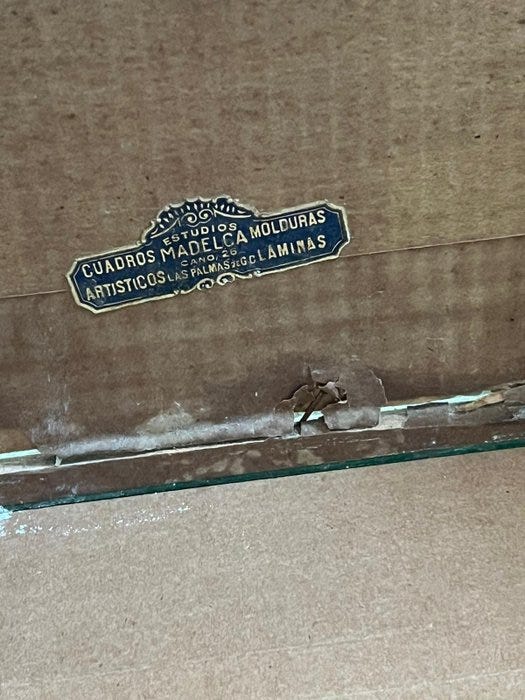 ESTUDIOS
CUADROS MADELCA MOLDURAS
CANO, 26
ARTISTICOS LAS PALMAS DE G.C. LAMINAS